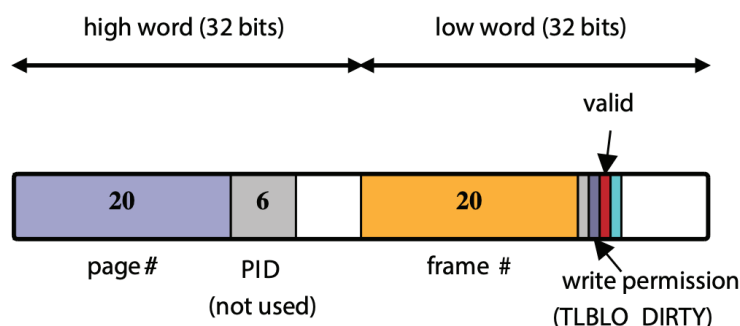 high word (32 bits)
low word (32 bits)
valid
20
6
20
page #
PID
frame #
(not used)
write permission
(TLBLO_DIRTY)